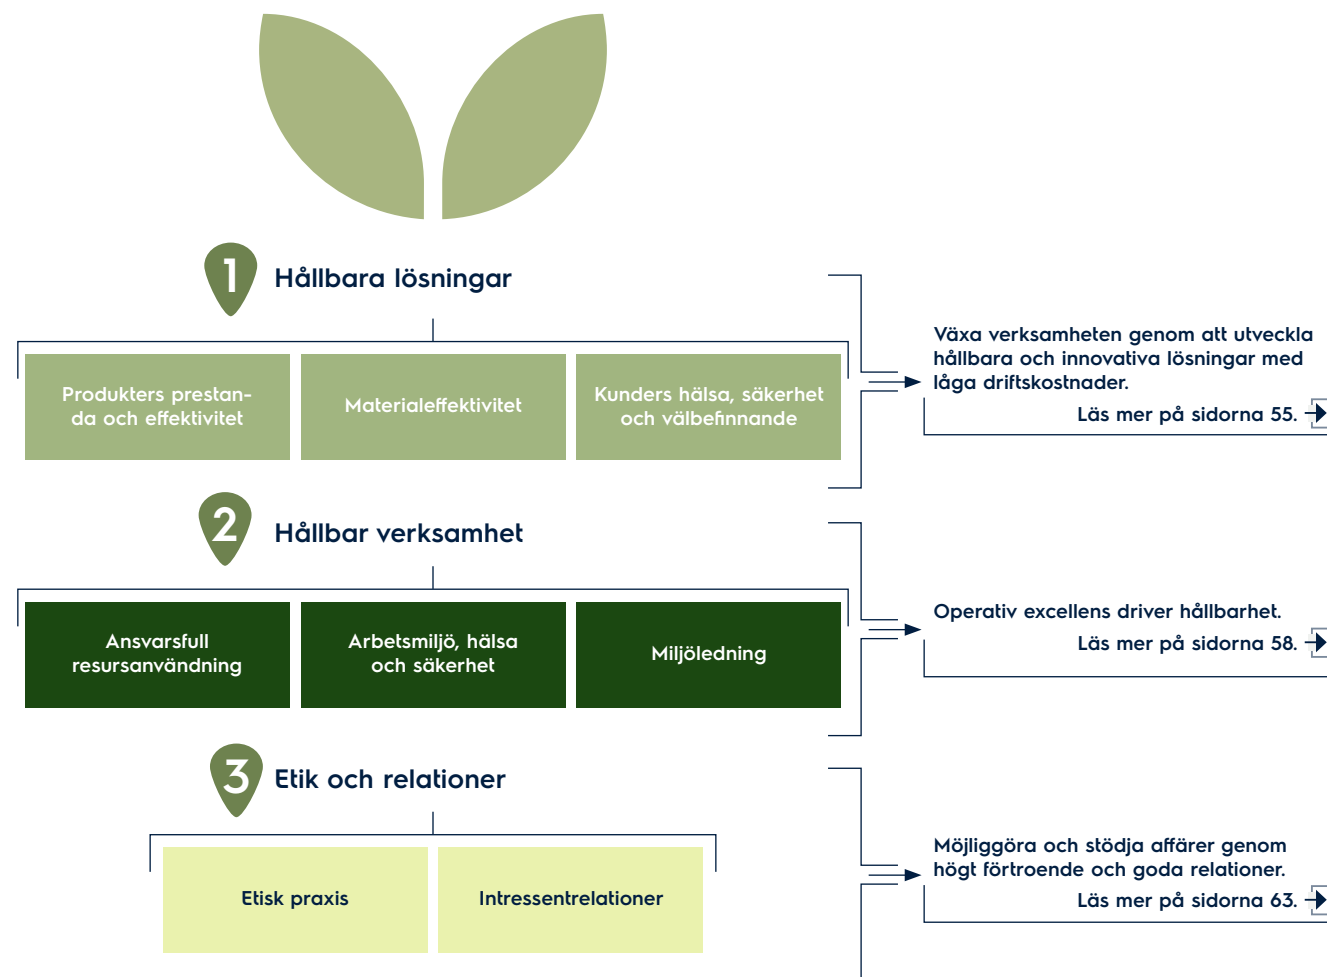 1
Hållbara lösningar
Produkters prestan-
da och effektivitet
Materialeffektivitet
Kunders hälsa, säkerhet
och välbefinnande
Växa verksamheten genom att utveckla
hållbara och innovativa lösningar med
låga driftskostnader.
Läs mer på sidorna 55.
2
Hållbar verksamhet
Ansvarsfull
resursanvändning
Arbetsmiljö, hälsa
och säkerhet
Miljöledning
Operativ excellens driver hållbarhet.
Läs mer på sidorna 58.
3
Etik och relationer
Etisk praxis
Intressentrelationer
Möjliggöra och stödja affärer genom
högt förtroende och goda relationer.
Läs mer på sidorna 63.